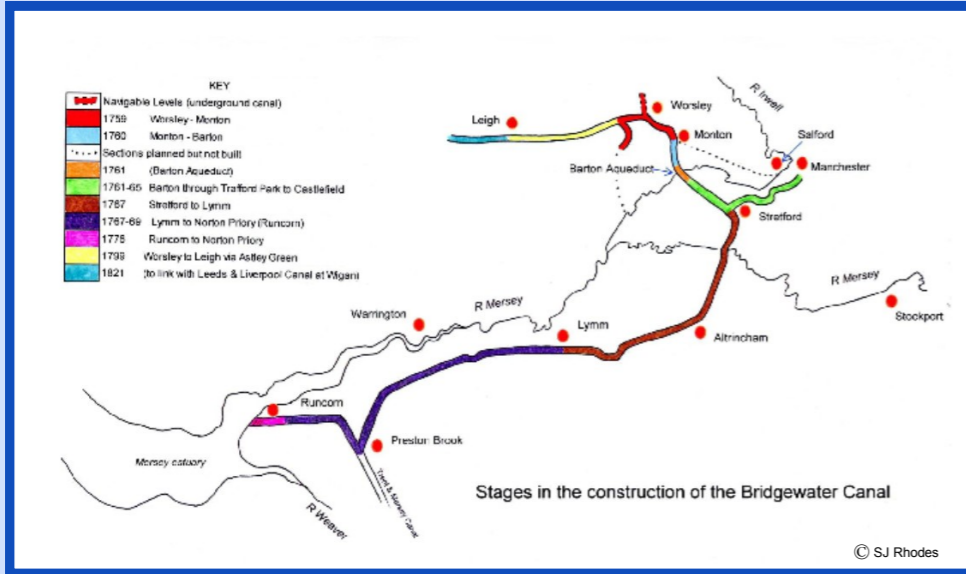 KEY
Navigable Levels (underground canal)
1759 Worsley - Monton
1760 Monton - Barton
Sections planned but not built
1761 (Barton Aqueduct)
1761-65 Barton through Trafford Park to Castlefield
1767 Stretford to Lymm
1767-69 Lymm to Norton Priory (Runcorn)
1775 Runcorn to Norton Priory
1799 Worsley to Leigh via Astley Green
1821 (to link with Leeds & Liverpool Canal at Wigan)
R Irwell
Worsley
Leigh
Monton
Salford
Barton Aqueduct
Manchester
Stretford
R Mersey
R Mersey
Stockport
Warrington
Lymm
Altrincham
Runcorn
Preston Brook
Mersey estuary
Trent & Mersey Canal
R Weaver
Stages in the construction of the Bridgewater Canal
© SJ Rhodes